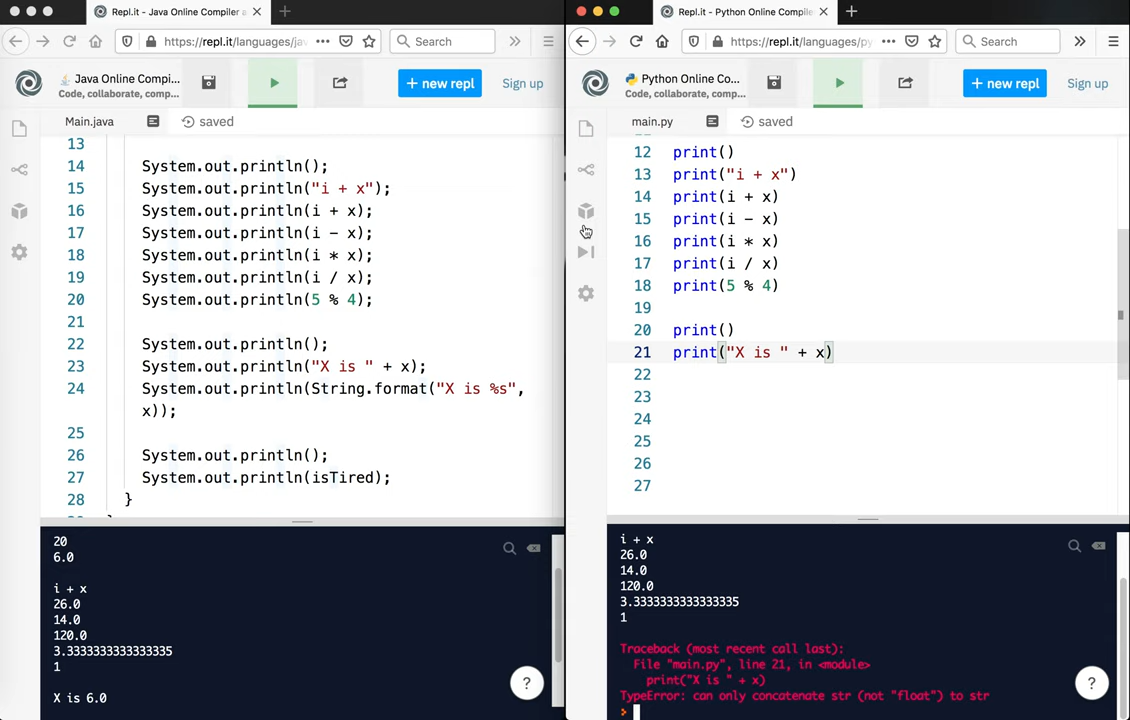 Repl.it - Java Online Compiler a
https://repl.it/languages/jav
Search
Java Online Compi...
Code, collaborate, comp...
+ new repl
Sign up
Main.java
saved
13
14 System.out.println();
15 System.out.println("i + x");
16 System.out.println(i + x);
17 System.out.println(i - x);
18 System.out.println(i * x);
19 System.out.println(i / x);
20 System.out.println(5 % 4);
21
22 System.out.println();
23 System.out.println("X is " + x);
24 System.out.println(String.format("X is %s",
x));
25
26 System.out.println();
27 System.out.println(isTired);
28 }
20
6.0
i + x
26.0
14.0
120.0
3.3333333333333335
1
X is 6.0
?
Repl.it - Python Online Compile
https://repl.it/languages/py
Search
Python Online Co...
Code, collaborate, comp...
+ new repl
Sign up
main.py
saved
12 print()
13 print("i + x")
14 print(i + x)
15 print(i - x)
16 print(i * x)
17 print(i / x)
18 print(5 % 4)
19
20 print()
21 print("X is " + x)
22
23
24
25
26
27
i + x
26.0
14.0
120.0
3.3333333333333335
1
Traceback (most recent call last):
File "main.py", line 21, in <module>
print("X is " + x)
TypeError: can only concatenate str (not "float") to str
>
?